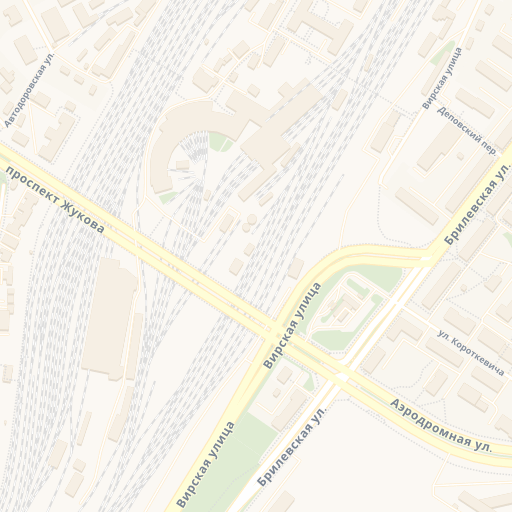 Автодоровская ул.
Вирская улица
Деповский пер.
проспект Жукова
Брилевская ул.
Вирская улица
ул. Короткевича
Аэродромная ул.
Брилевская ул.
Вирская улица